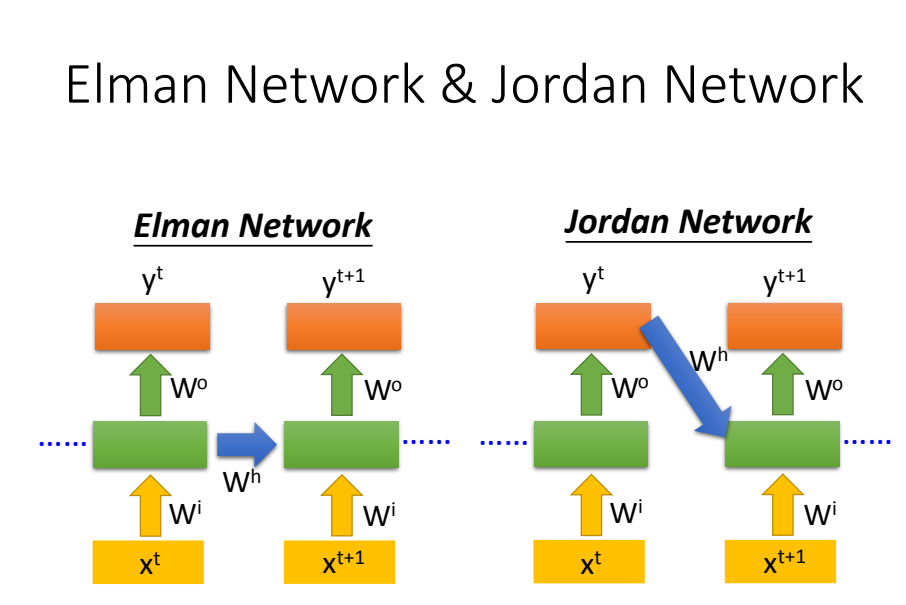 Elman Network & Jordan Network
Elman Network
y^t
y^{t+1}
W^o
W^o
......
......
W^h
W^i
W^i
x^t
x^{t+1}
Jordan Network
y^t
y^{t+1}
W^h
W^o
W^o
......
......
W^i
W^i
x^t
x^{t+1}